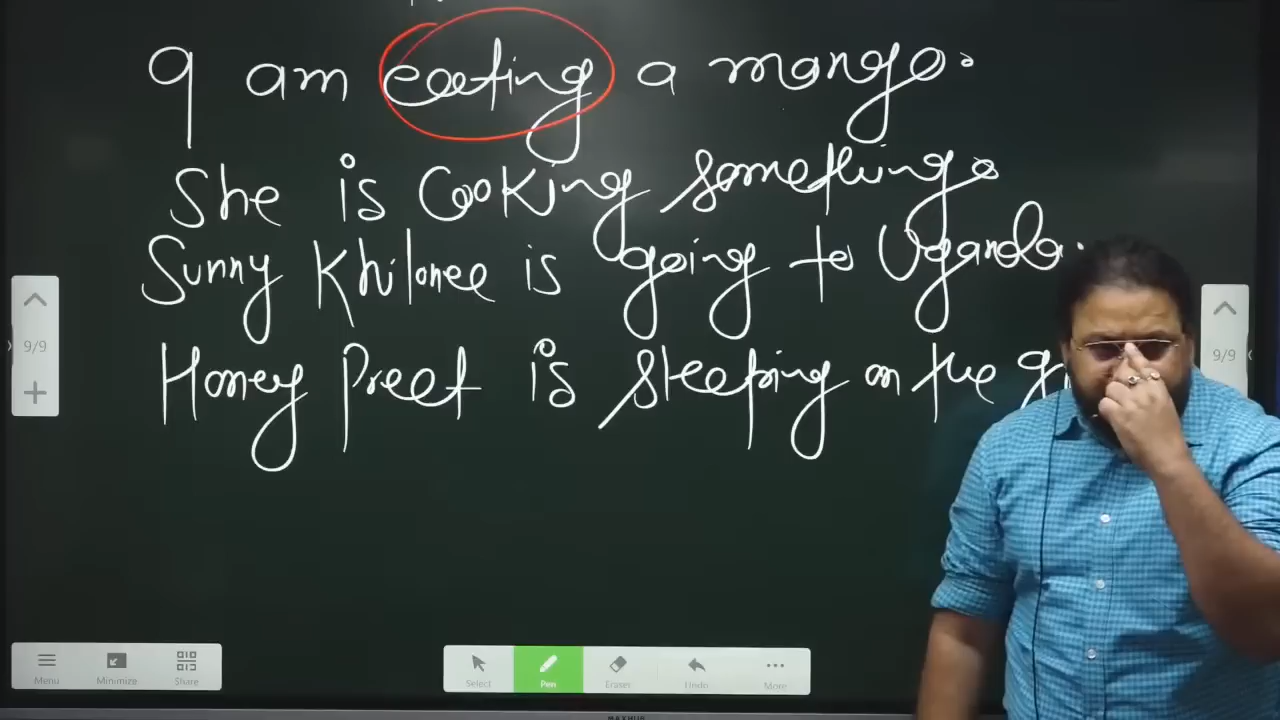 I am eating a mango.
She is Cooking something.
Sunny Khilonee is going to Uganda.
Honey Preet is sleeping on the
9/9
9/9
Menu Minimize Share Select Pen Eraser Undo More
MAXHUB